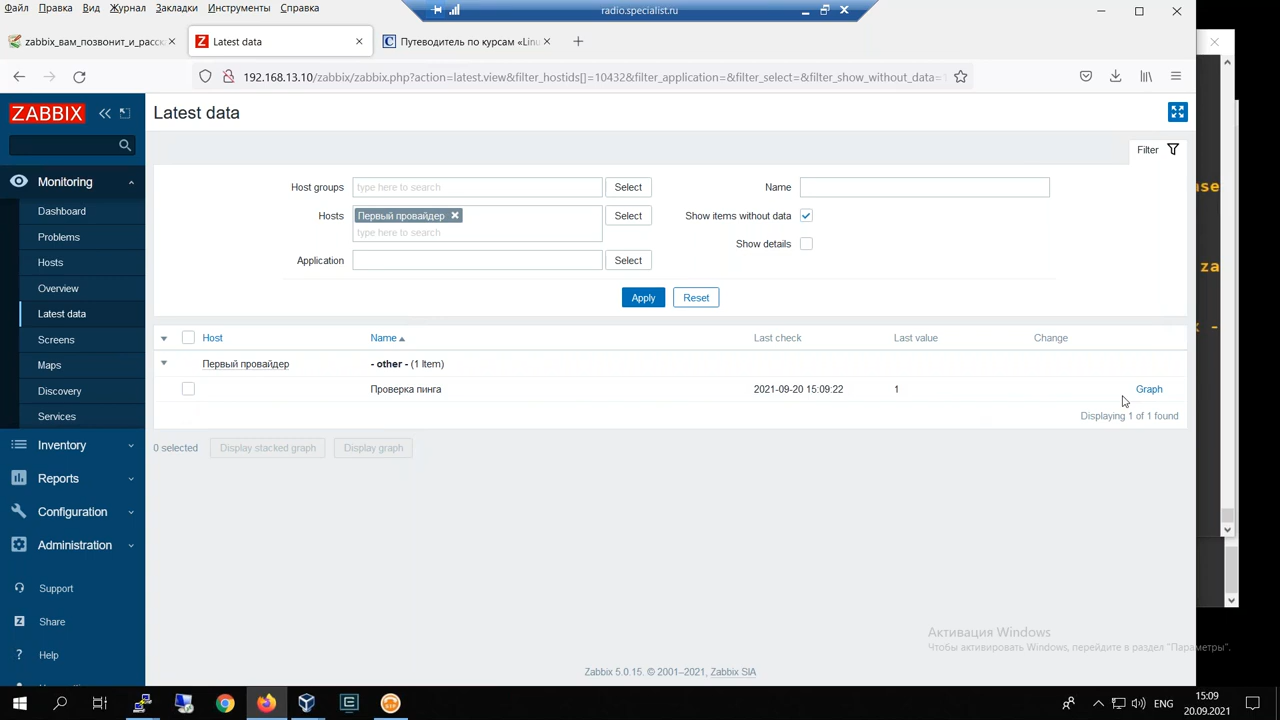 Файл Правка Вид Журнал Закладки Инструменты Справка
radio.specialist.ru
zabbix_вам_позвонит_и_расск
Latest data
Путеводитель по курсам «Linu
192.168.13.10/zabbix/zabbix.php?action=latest.view&filter_hostids[]=10432&filter_application=&filter_select=&filter_show_without_data=1
ZABBIX
Latest data
Filter
Monitoring
Dashboard
Problems
Hosts
Overview
Latest data
Screens
Maps
Discovery
Services
Inventory
Reports
Configuration
Administration
Support
Share
Help
Host groups type here to search Select Name
Hosts Первый провайдер Select Show items without data
type here to search
Show details
Application Select
Apply Reset
Host Name Last check Last value Change
Первый провайдер - other - (1 Item)
Проверка пинга 2021-09-20 15:09:22 1 Graph
Displaying 1 of 1 found
0 selected Display stacked graph Display graph
ase
za
x -
Активация Windows
Чтобы активировать Windows, перейдите в раздел "Параметры".
Zabbix 5.0.15. © 2001–2021, Zabbix SIA
ENG
15:09
20.09.2021